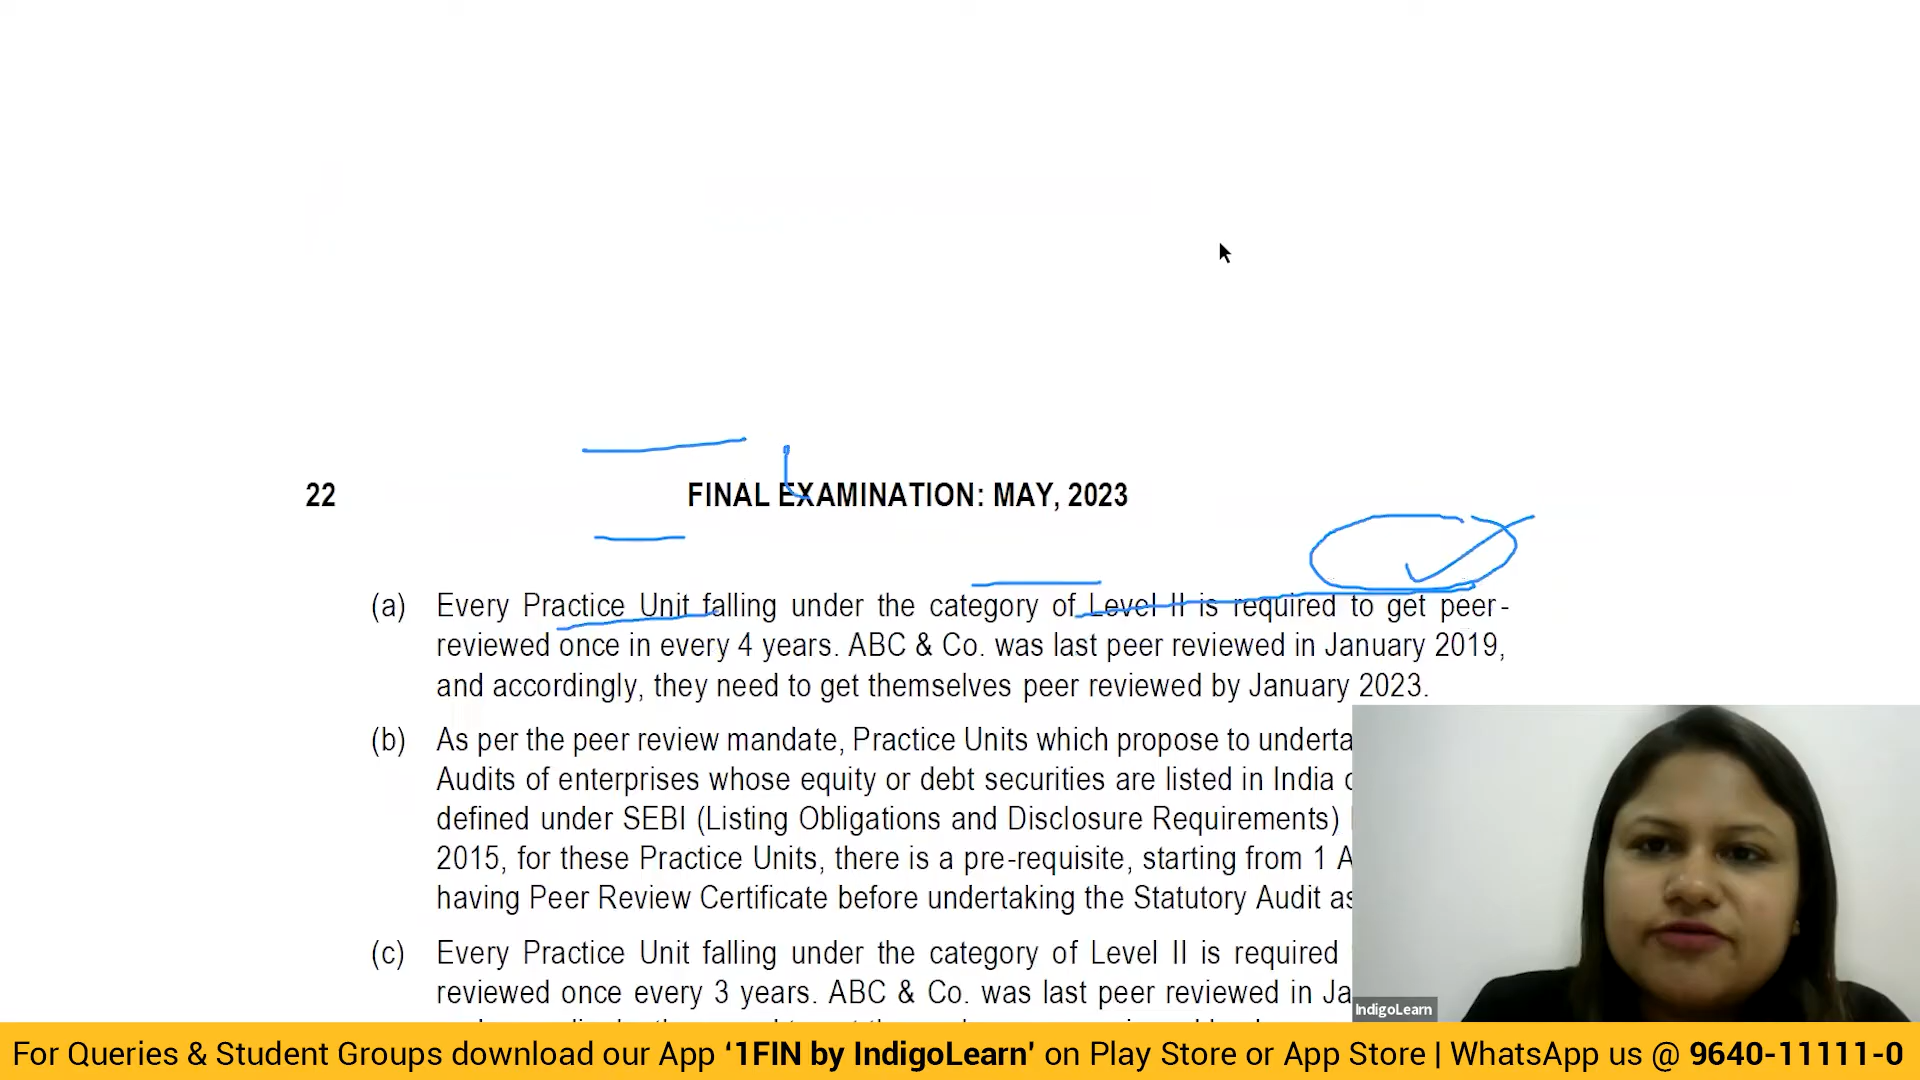 22 FINAL EXAMINATION: MAY, 2023
(a) Every Practice Unit falling under the category of Level II is required to get peer-
reviewed once in every 4 years. ABC & Co. was last peer reviewed in January 2019,
and accordingly, they need to get themselves peer reviewed by January 2023.
(b) As per the peer review mandate, Practice Units which propose to
Audits of enterprises whose equity or debt securities are listed in India
defined under SEBI (Listing Obligations and Disclosure Requirements)
2015, for these Practice Units, there is a pre-requisite, starting from 1
having Peer Review Certificate before undertaking the Statutory Audit
(c) Every Practice Unit falling under the category of Level II is required
reviewed once every 3 years. ABC & Co. was last peer reviewed in
IndigoLearn
For Queries & Student Groups download our App ‘1FIN by IndigoLearn’ on Play Store or App Store | WhatsApp us @ 9640-11111-0